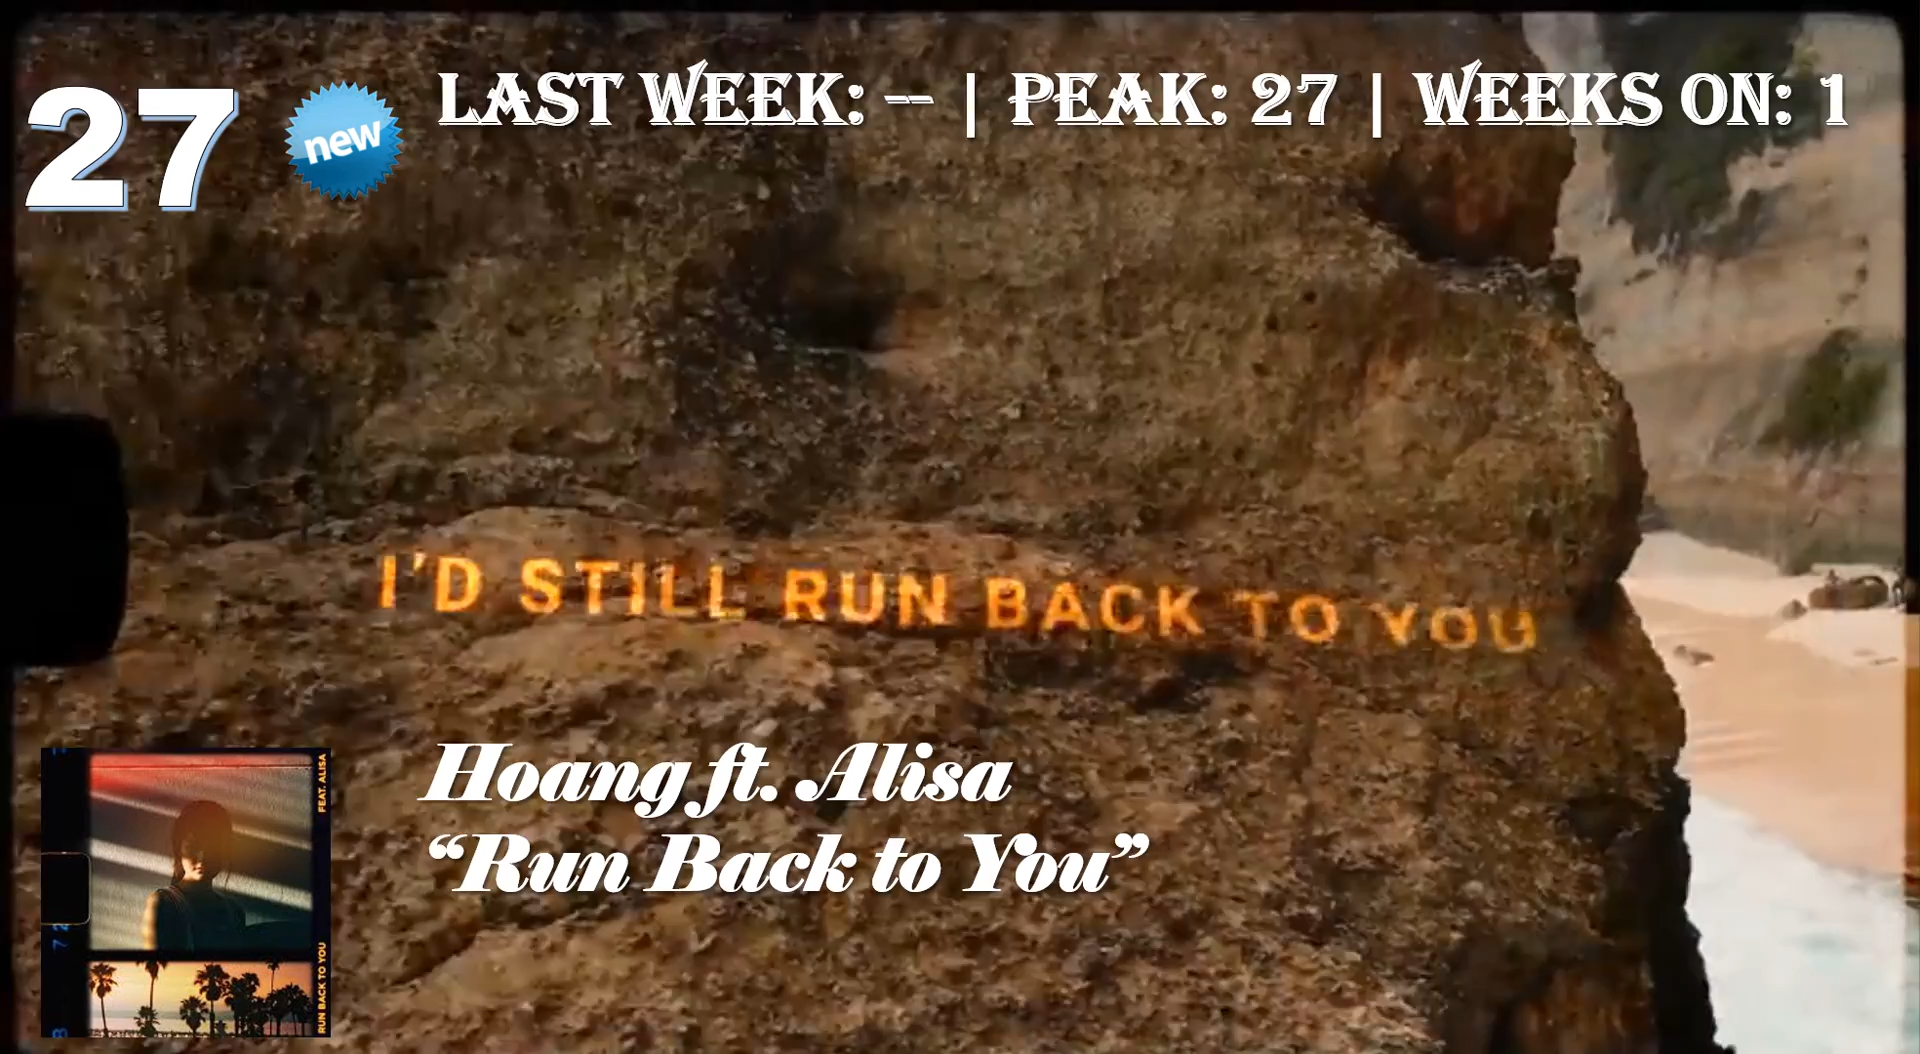 27
new
LAST WEEK: -- | PEAK: 27 | WEEKS ON: 1
I'D STILL RUN BACK TO YOU
Hoang ft. Alisa
“Run Back to You”
FEAT. ALISA
RUN BACK TO YOU
72